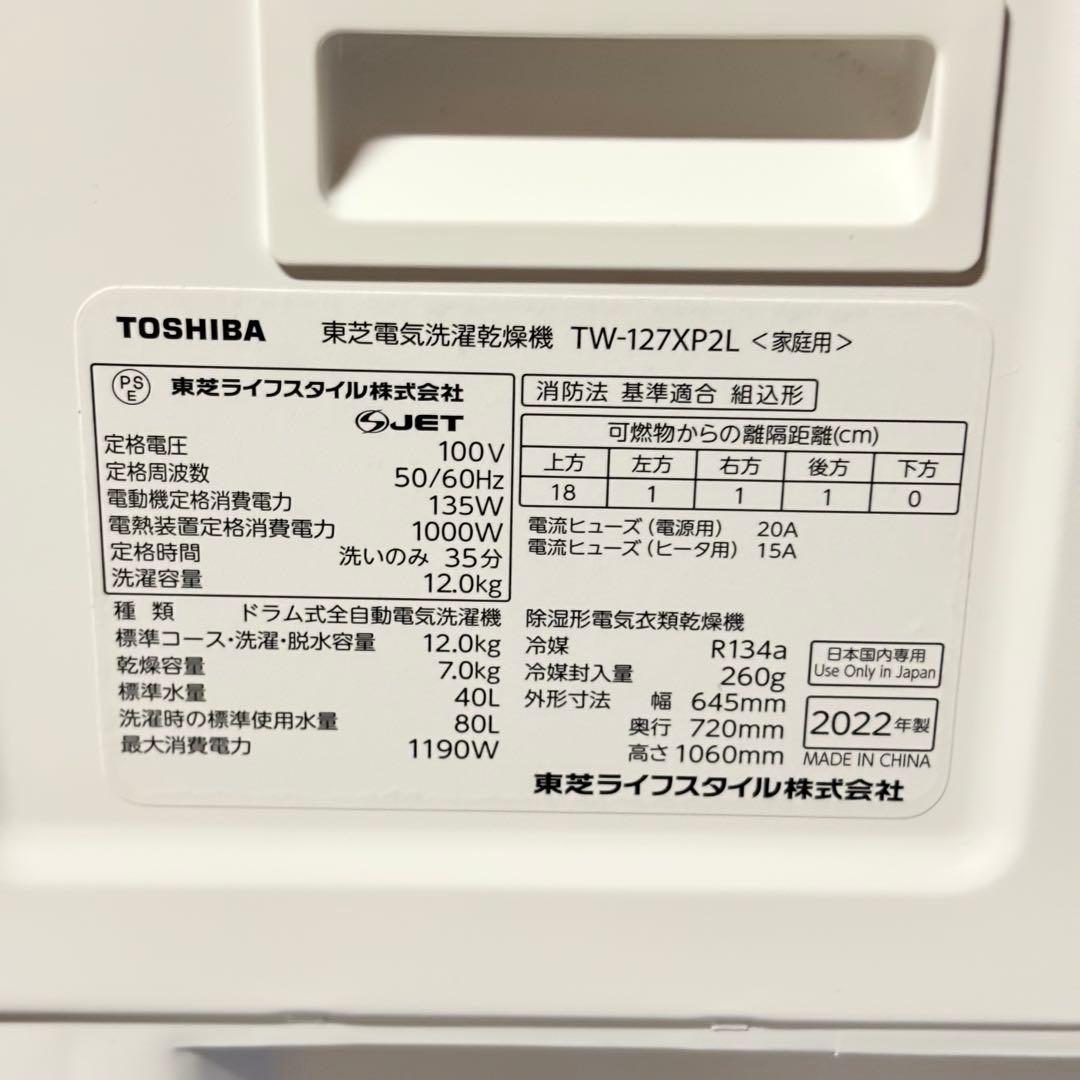 TOSHIBA 東芝電気洗濯乾燥機 TW-127XP2L <家庭用>
PS E 東芝ライフスタイル株式会社
S JET
定格電圧 100V
定格周波数 50/60Hz
電動機定格消費電力 135W
電熱装置定格消費電力 1000W
定格時間 洗いのみ 35分
洗濯容量 12.0kg
種 類 ドラム式全自動電気洗濯機
標準コース・洗濯・脱水容量 12.0kg
乾燥容量 7.0kg
標準水量 40L
洗濯時の標準使用水量 80L
最大消費電力 1190W
消防法 基準適合 組込形
可燃物からの離隔距離(cm)
上方 左方 右方 後方 下方
18 1 1 1 0
電流ヒューズ(電源用) 20A
電流ヒューズ(ヒータ用) 15A
除湿形電気衣類乾燥機
冷媒 R134a
冷媒封入量 260g
外形寸法 幅 645mm
奥行 720mm
高さ 1060mm
日本国内専用
Use Only in Japan
2022年製
MADE IN CHINA
東芝ライフスタイル株式会社